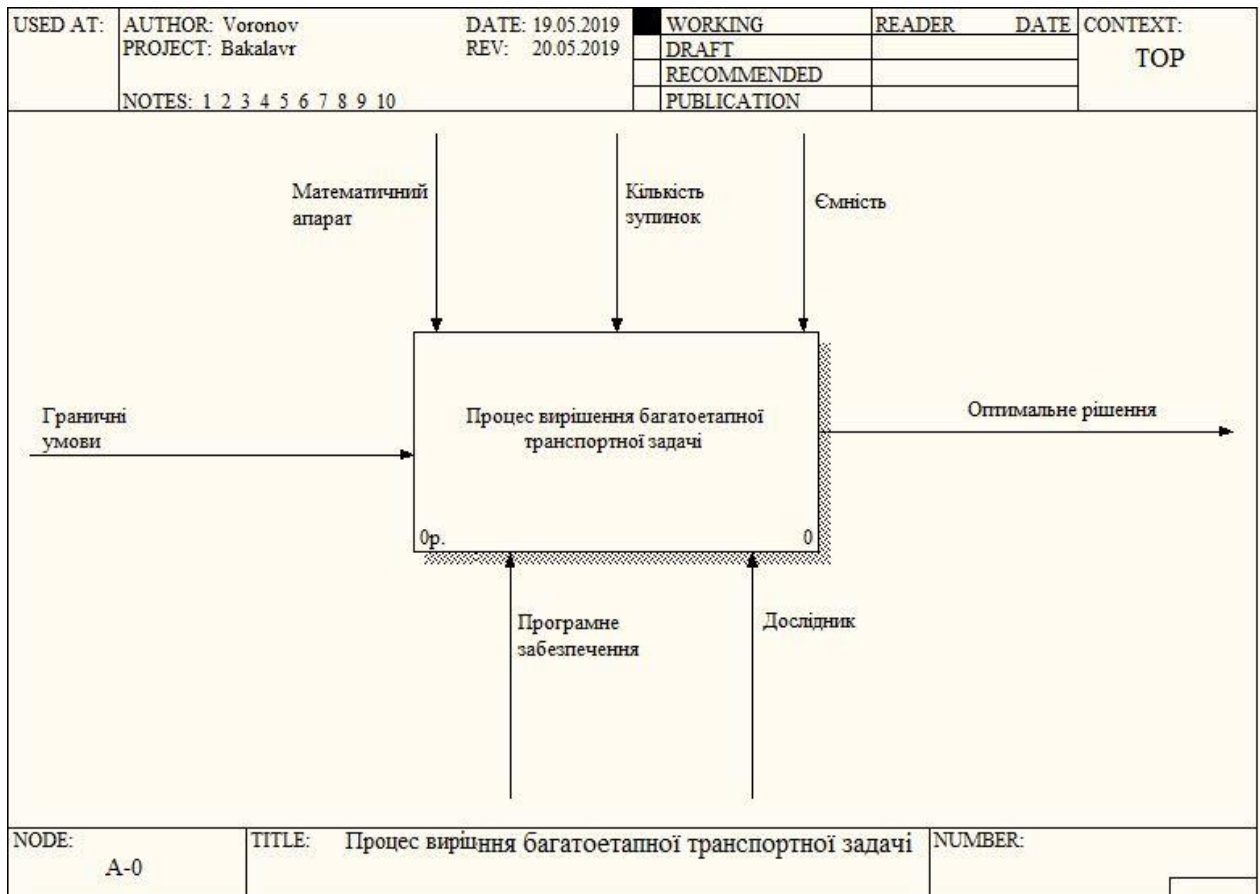 USED AT:
AUTHOR: Voronov
DATE: 19.05.2019
PROJECT: Bakalavr
REV: 20.05.2019
NOTES: 1 2 3 4 5 6 7 8 9 10
WORKING
DRAFT
RECOMMENDED
PUBLICATION
READER DATE
CONTEXT:
TOP
Математичний
апарат
Кількість
зупинок
Ємність
Граничні
умови
Процес вирішення багатоетапної
транспортної задачі
0р.
0
Оптимальне рішення
Програмне
забезпечення
Дослідник
NODE:
A-0
TITLE: Процес виріщння багатоетапної транспортної задачі
NUMBER: